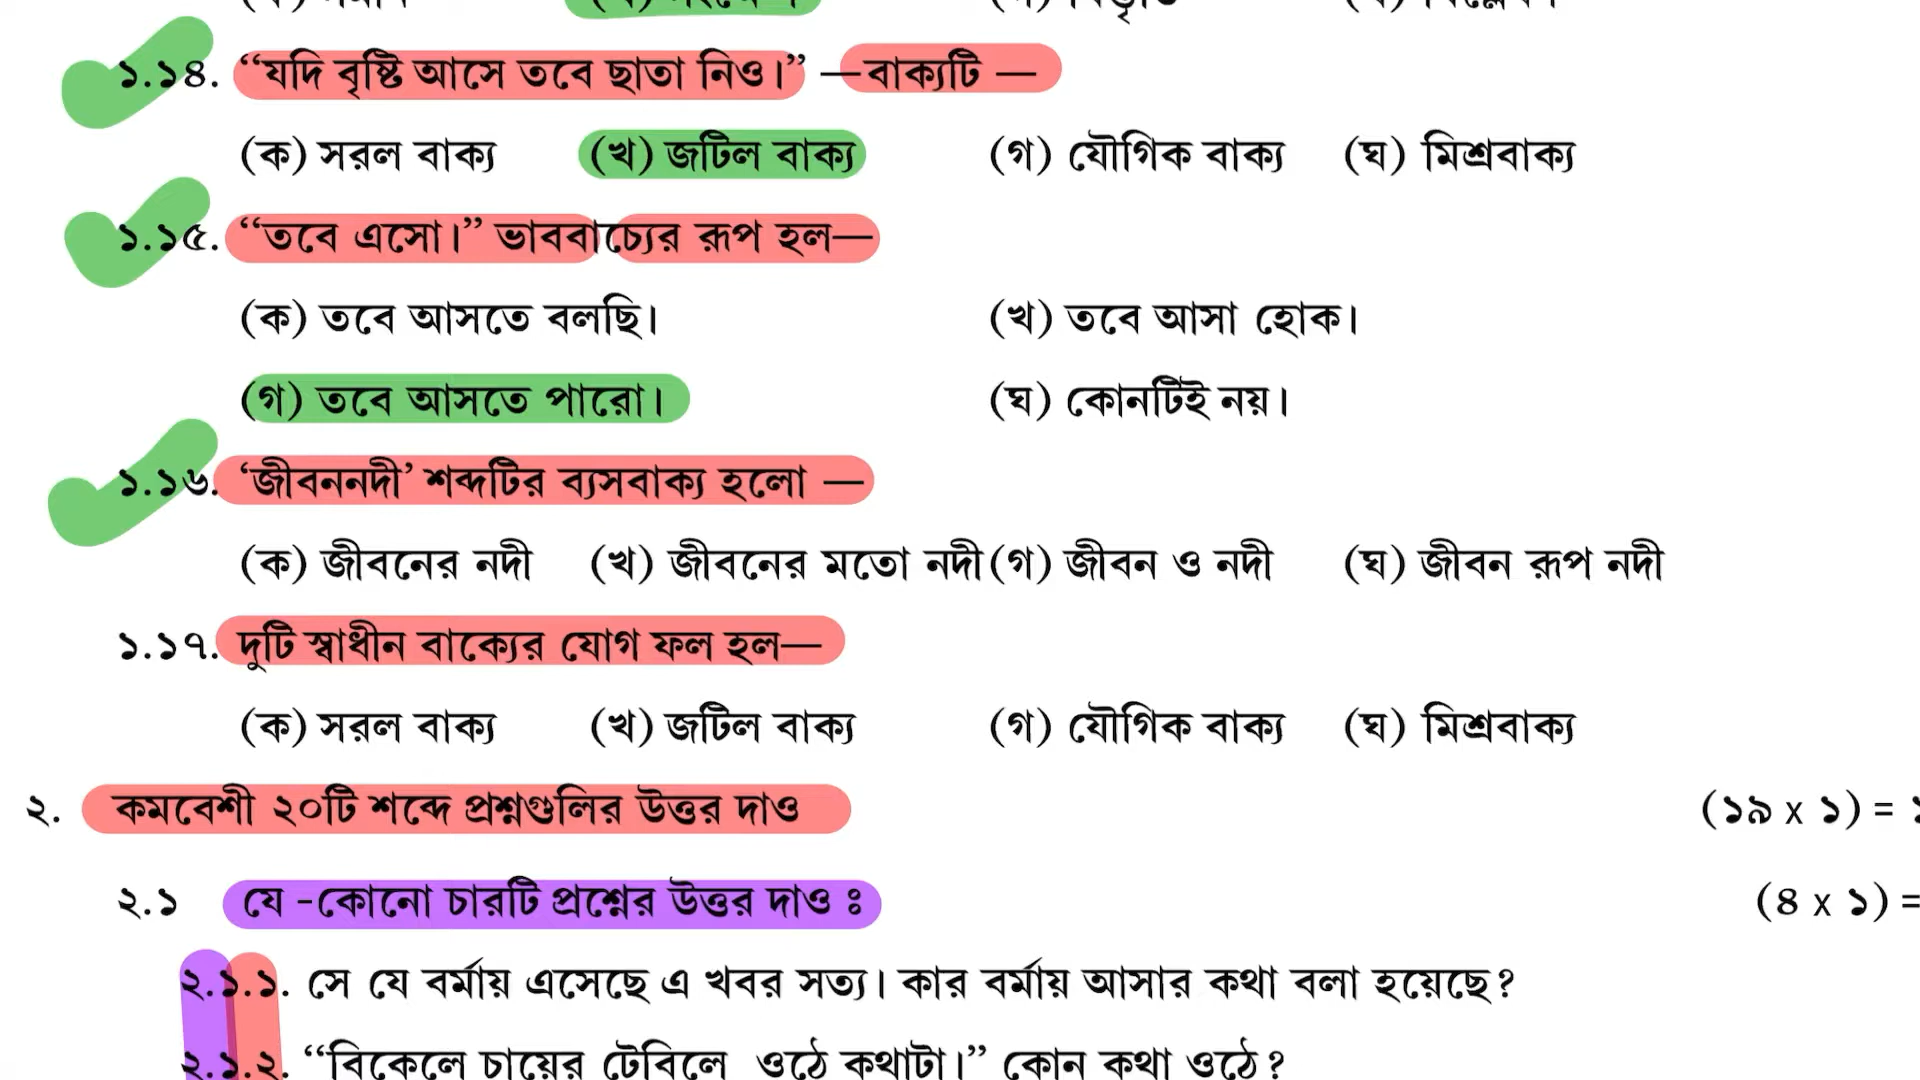 ১.১৪. “যদি বৃষ্টি আসে তবে ছাতা নিও।” —বাক্যটি —
(ক) সরল বাক্য (খ) জটিল বাক্য (গ) যৌগিক বাক্য (ঘ) মিশ্রবাক্য
১.১৫. “তবে এসো।” ভাববাচ্যের রূপ হল—
(ক) তবে আসতে বলছি। (খ) তবে আসা হোক।
(গ) তবে আসতে পারো। (ঘ) কোনটিই নয়।
১.১৬. ‘জীবননদী’ শব্দটির ব্যসবাক্য হলো —
(ক) জীবনের নদী (খ) জীবনের মতো নদী (গ) জীবন ও নদী (ঘ) জীবন রূপ নদী
১.১৭. দুটি স্বাধীন বাক্যের যোগ ফল হল—
(ক) সরল বাক্য (খ) জটিল বাক্য (গ) যৌগিক বাক্য (ঘ) মিশ্রবাক্য
২. কমবেশী ২০টি শব্দে প্রশ্নগুলির উত্তর দাও (১৯ x ১) =
২.১ যে -কোনো চারটি প্রশ্নের উত্তর দাও ঃ (৪ x ১) =
২.১.১. সে যে বর্মায় এসেছে এ খবর সত্য। কার বর্মায় আসার কথা বলা হয়েছে?
২.১.২. “বিকেলে চায়ের টেবিলে ওঠে কথাটা।” কোন কথা ওঠে?